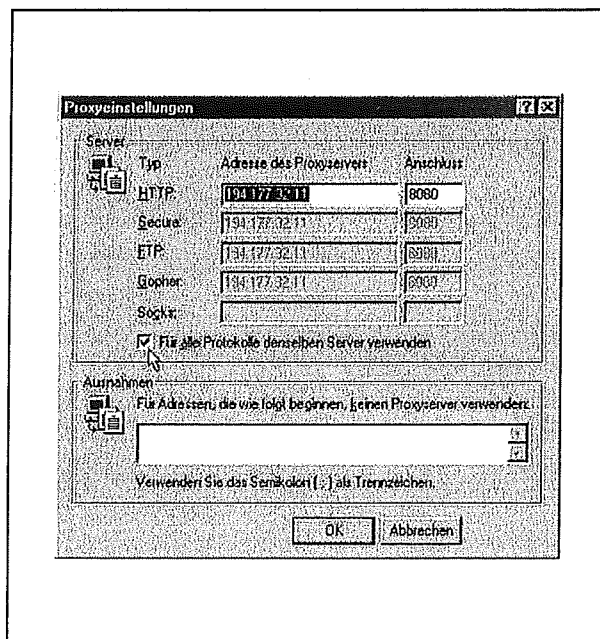 Proxyeinstellungen
Server
Typ Adresse des Proxyservers Anschluss
HTTP: 194.177.32.11 8080
Secure: 194.177.32.11 8080
FTP: 194.177.32.11 8080
Gopher: 194.177.32.11 8080
Socks:
Für alle Protokolle denselben Server verwenden
Ausnahmen
Für Adressen, die wie folgt beginnen, keinen Proxyserver verwenden:
Verwenden Sie das Semikolon ( ; ) als Trennzeichen.
OK Abbrechen